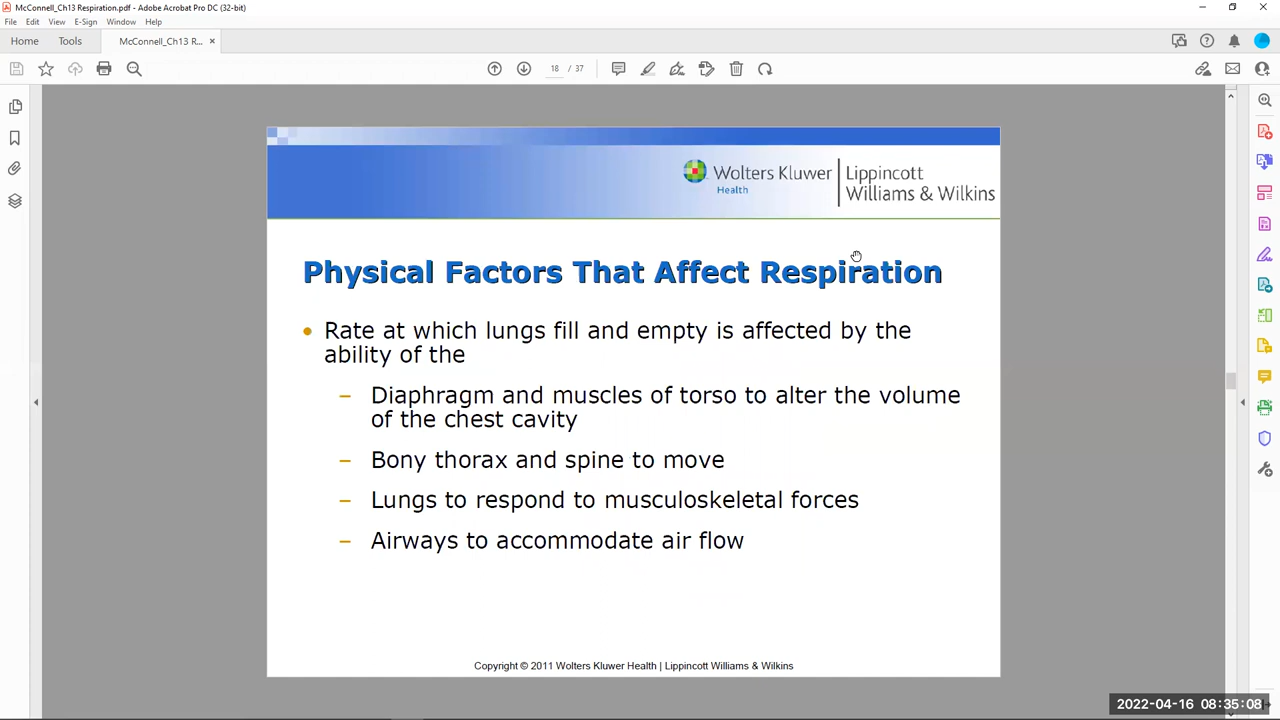 McConnell_Ch13 Respiration.pdf - Adobe Acrobat Pro DC (32-bit)
File Edit View E-Sign Window Help
Home Tools McConnell_Ch13 R... ×
18 / 37
Wolters Kluwer
Health
Lippincott
Williams & Wilkins
Physical Factors That Affect Respiration
• Rate at which lungs fill and empty is affected by the
ability of the
– Diaphragm and muscles of torso to alter the volume
of the chest cavity
– Bony thorax and spine to move
– Lungs to respond to musculoskeletal forces
– Airways to accommodate air flow
Copyright © 2011 Wolters Kluwer Health | Lippincott Williams & Wilkins
2022-04-16 08:35:08